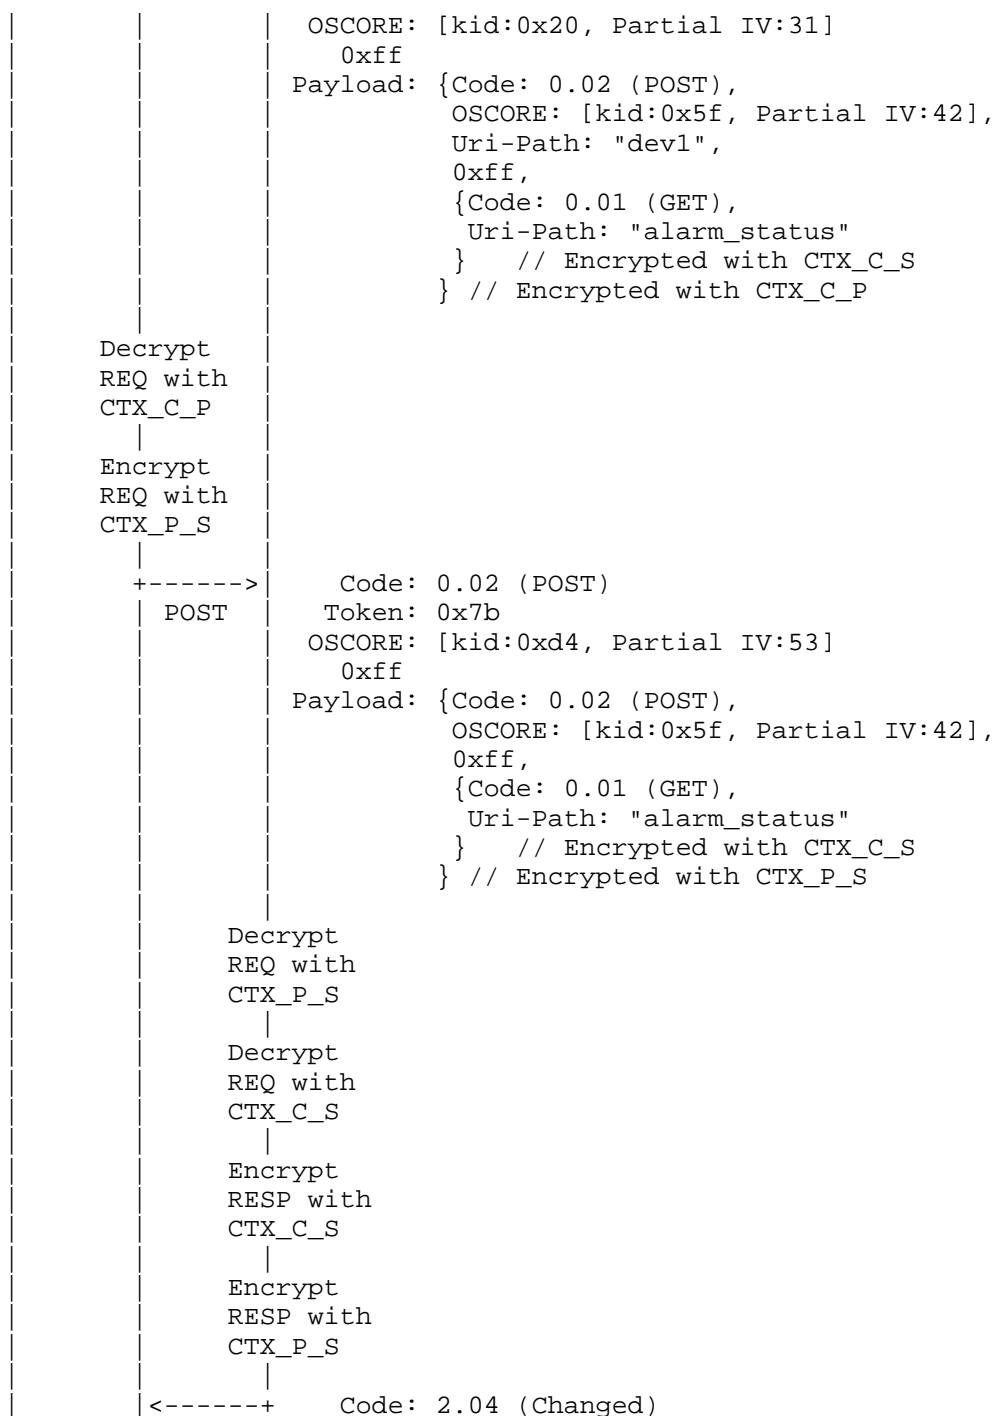 |        |       |  OSCORE: [kid:0x20, Partial IV:31]
|        |       |    0xff
|        |       | Payload: {Code: 0.02 (POST),
|        |       |           OSCORE: [kid:0x5f, Partial IV:42],
|        |       |           Uri-Path: "dev1",
|        |       |           0xff,
|        |       |           {Code: 0.01 (GET),
|        |       |            Uri-Path: "alarm_status"
|        |       |           }   // Encrypted with CTX_C_S
|        |       |          } // Encrypted with CTX_C_P
|        |       |
|     Decrypt    |
|     REQ with   |
|     CTX_C_P    |
|        |       |
|     Encrypt    |
|     REQ with   |
|     CTX_P_S    |
|        |       |
|        +------>|    Code: 0.02 (POST)
|        | POST  |   Token: 0x7b
|        |       |  OSCORE: [kid:0xd4, Partial IV:53]
|        |       |    0xff
|        |       | Payload: {Code: 0.02 (POST),
|        |       |           OSCORE: [kid:0x5f, Partial IV:42],
|        |       |           0xff,
|        |       |           {Code: 0.01 (GET),
|        |       |            Uri-Path: "alarm_status"
|        |       |           }   // Encrypted with CTX_C_S
|        |       |          } // Encrypted with CTX_P_S
|        |       |
|        |     Decrypt
|        |     REQ with
|        |     CTX_P_S
|        |       |
|        |     Decrypt
|        |     REQ with
|        |     CTX_C_S
|        |       |
|        |     Encrypt
|        |     RESP with
|        |     CTX_C_S
|        |       |
|        |     Encrypt
|        |     RESP with
|        |     CTX_P_S
|        |       |
|        |<------+    Code: 2.04 (Changed)